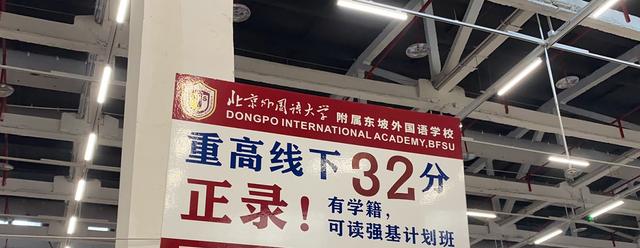 北京外国语大学 附属东坡外国语学校
DONGPO INTERNATIONAL ACADEMY,BFSU
重高线下32分
正录！
有学籍，
可读强基计划班